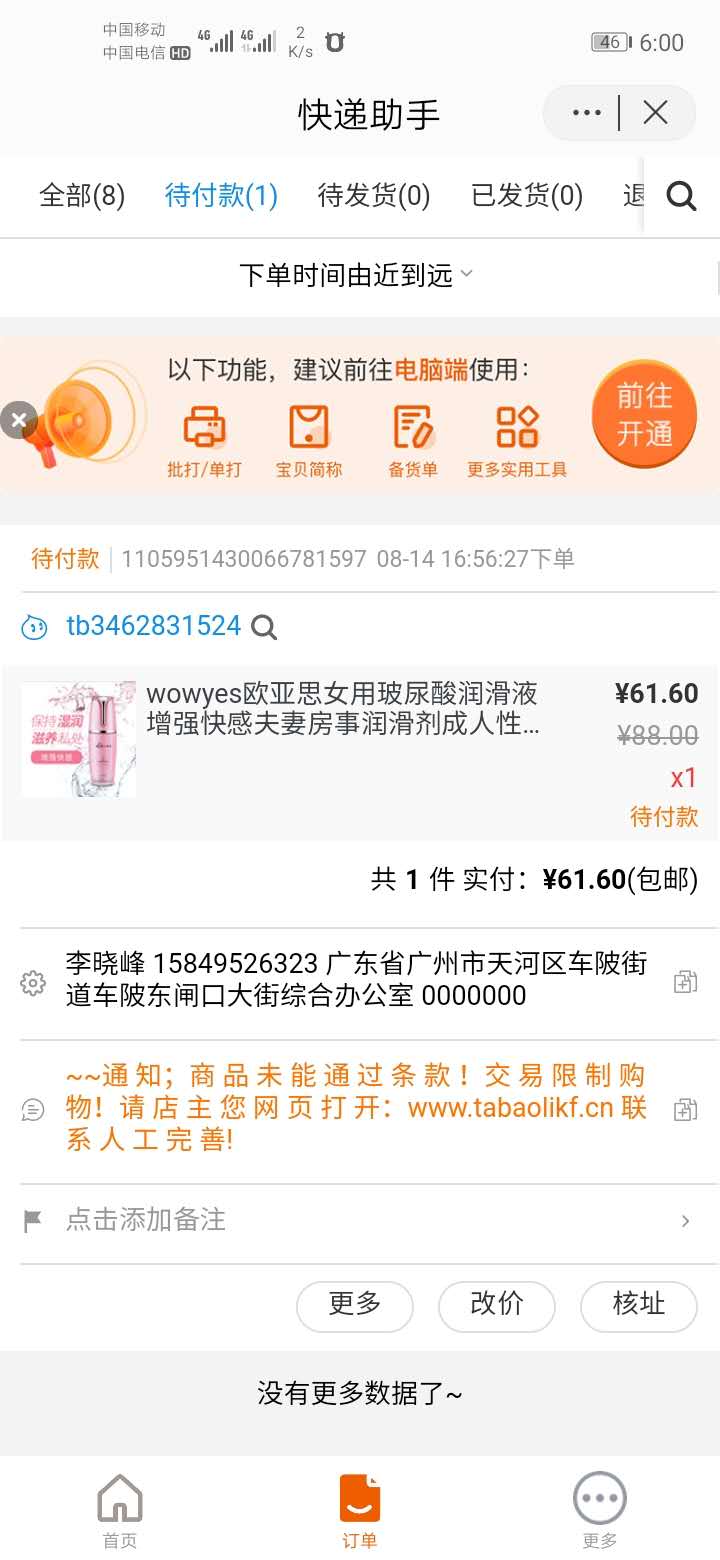 中国移动
中国电信 HD
4G 4G
2
K/s
46
6:00
快递助手
全部(8) 待付款(1) 待发货(0) 已发货(0) 退
下单时间由近到远
以下功能，建议前往电脑端使用：
批打/单打 宝贝简称 备货单 更多实用工具
前往
开通
待付款 1105951430066781597 08-14 16:56:27下单
tb3462831524
保持湿润
滋养私处
增强快感
wowyes欧亚思女用玻尿酸润滑液
增强快感夫妻房事润滑剂成人性...
¥61.60
¥88.00
x1
待付款
共 1 件 实付：¥61.60(包邮)
李晓峰 15849526323 广东省广州市天河区车陂街
道车陂东闸口大街综合办公室 0000000
~~通 知；商 品 未 能 通 过 条 款！交 易 限 制 购
物！请 店 主 您 网 页 打 开：www.tabaolikf.cn 联
系 人 工 完 善!
点击添加备注
更多 改价 核址
没有更多数据了~
首页 订单 更多